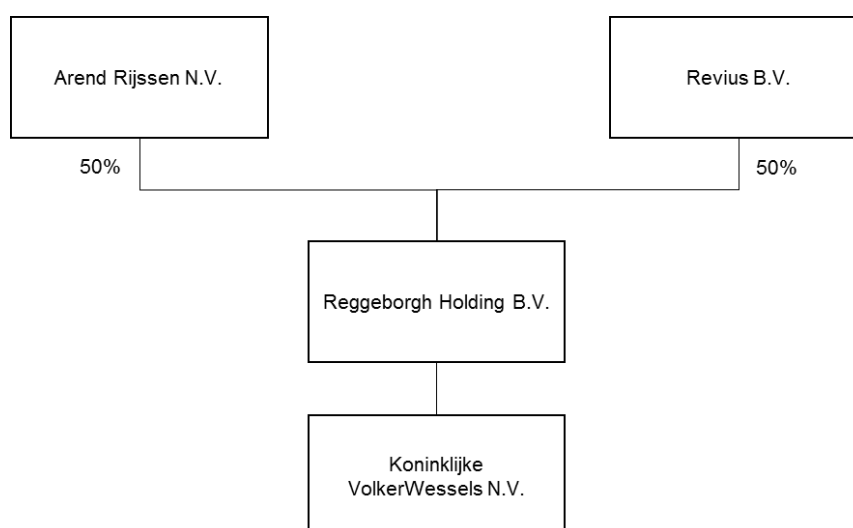 Arend Rijssen N.V.
Revius B.V.
50%
50%
Reggeborgh Holding B.V.
Koninklijke
VolkerWessels N.V.